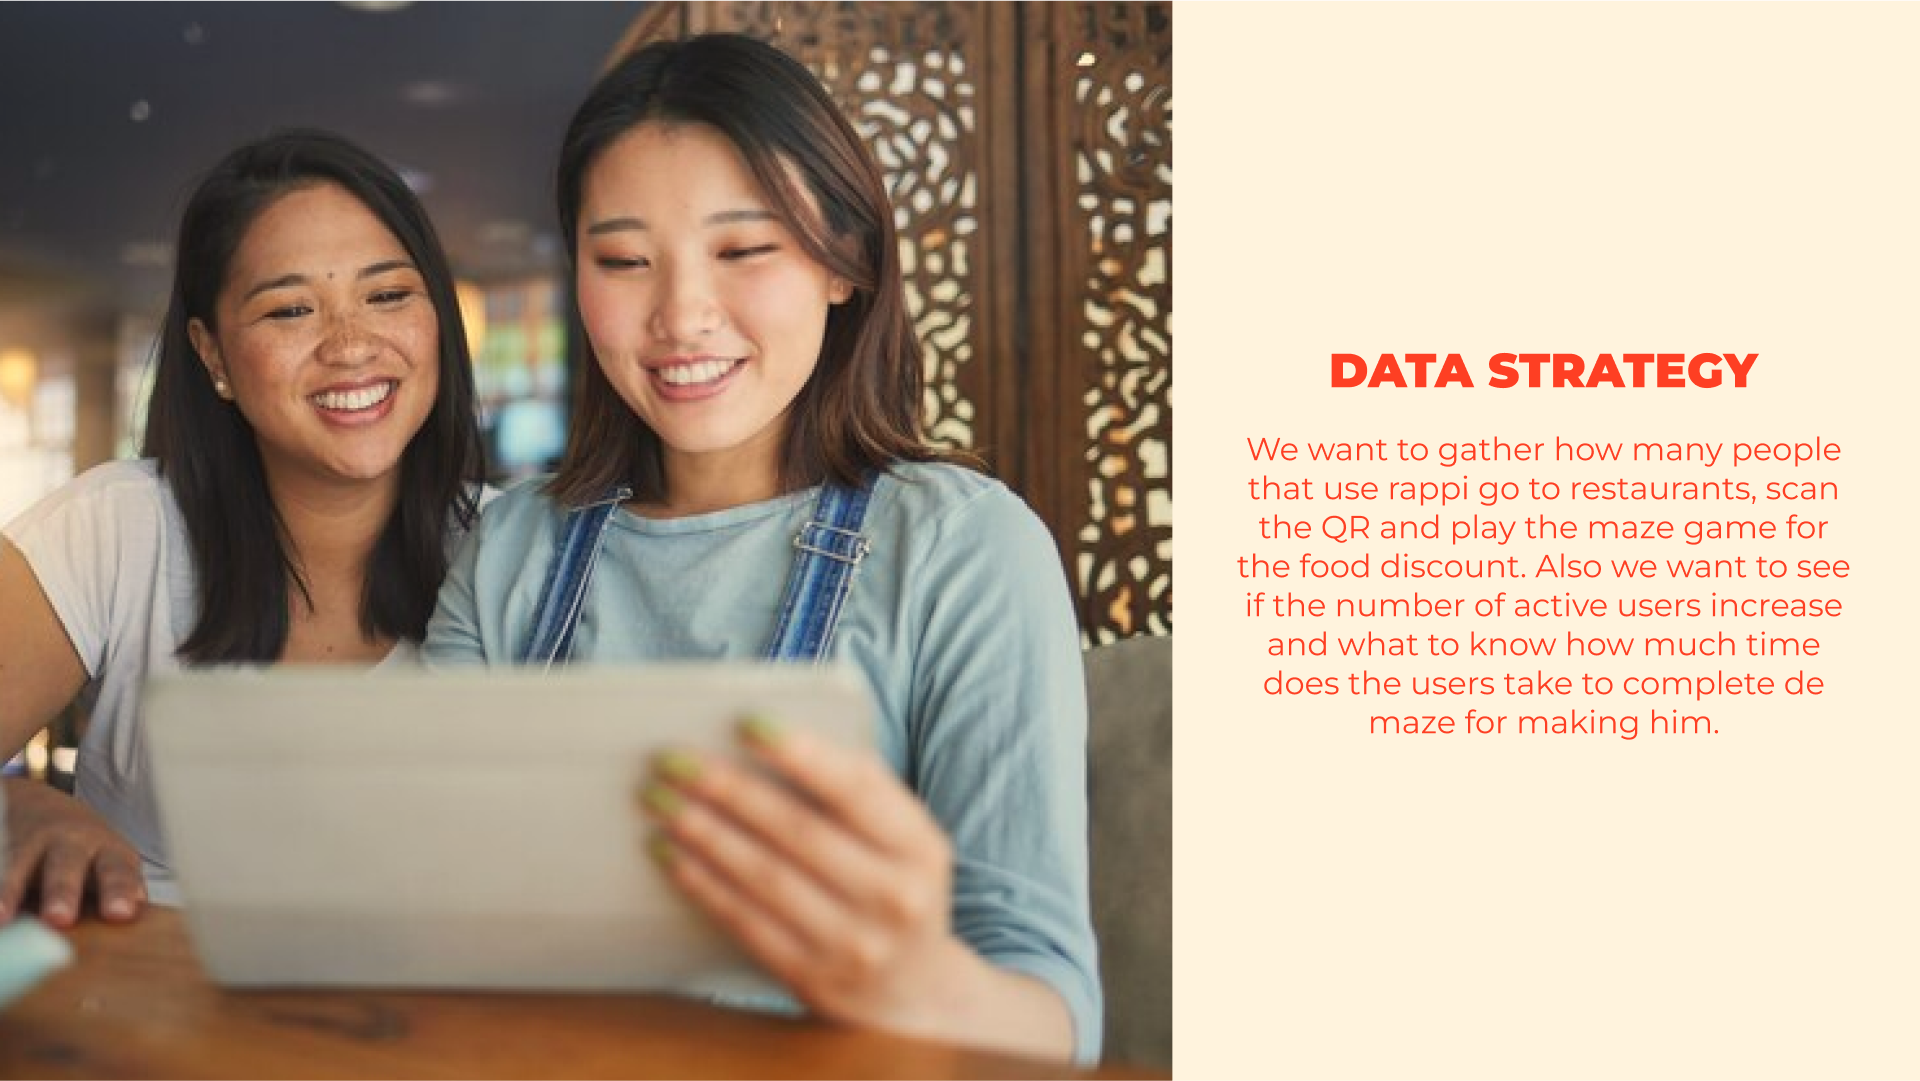 DATA STRATEGY
We want to gather how many people
that use rappi go to restaurants, scan
the QR and play the maze game for
the food discount. Also we want to see
if the number of active users increase
and what to know how much time
does the users take to complete de
maze for making him.